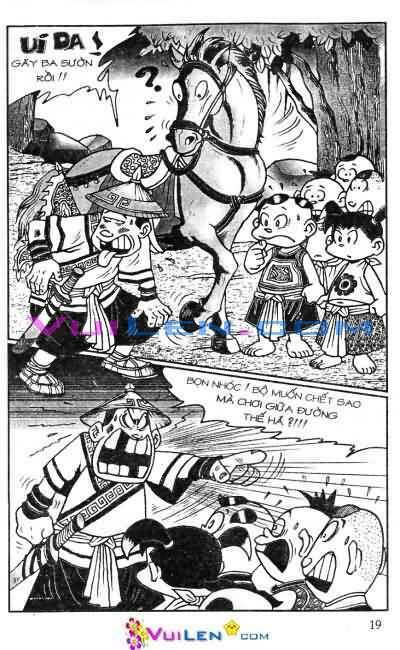 UÍ DA !
GÃY BA SƯỜN
RỒI !!
?
VUILEN.COM
BỌN NHÓC ! BỘ MUỐN CHẾT SAO
MÀ CHƠI GIỮA ĐƯỜNG
THẾ HẢ ?!!!
19
VUILEN COM